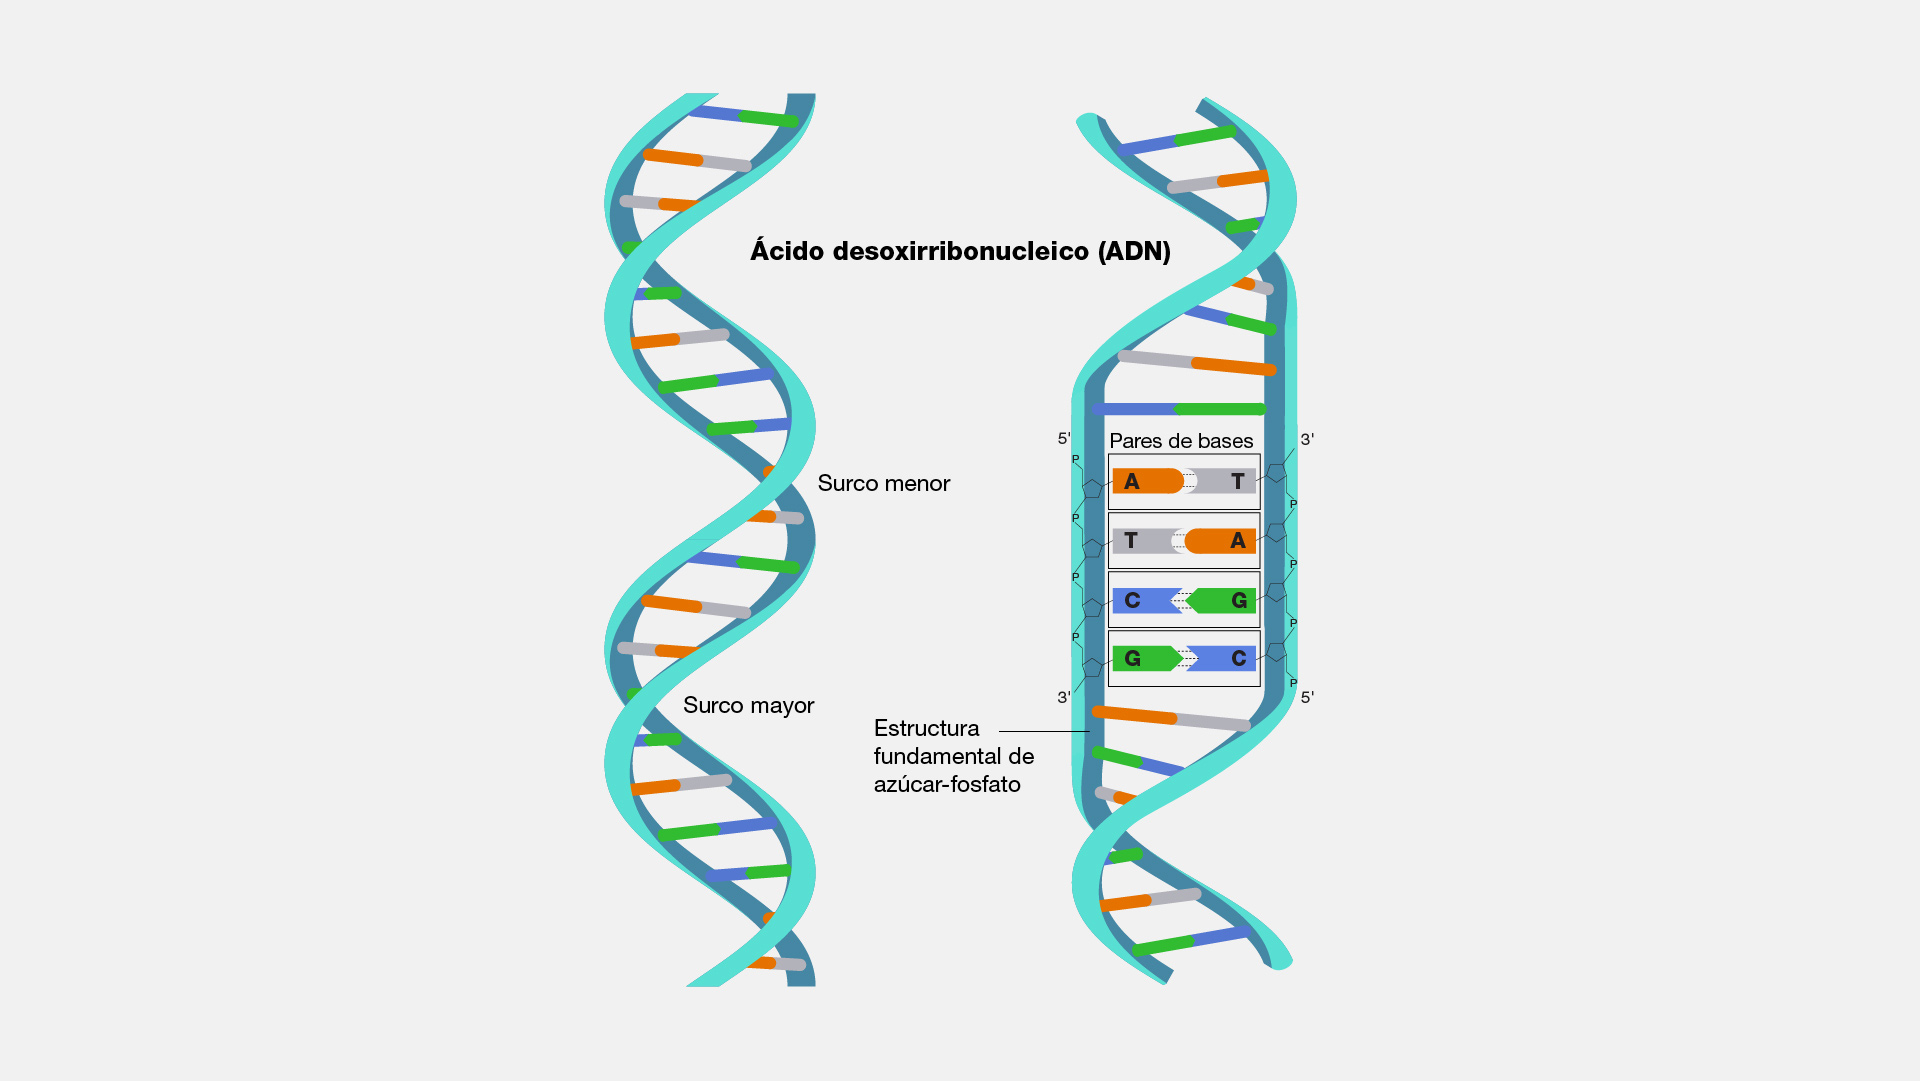 Ácido desoxirribonucleico (ADN)
Surco menor
Surco mayor
Estructura
fundamental de
azúcar-fosfato
5' 3'
Pares de bases
P
A T
P
P
T A
P
P
C G
P
P
G C
P
3' 5'